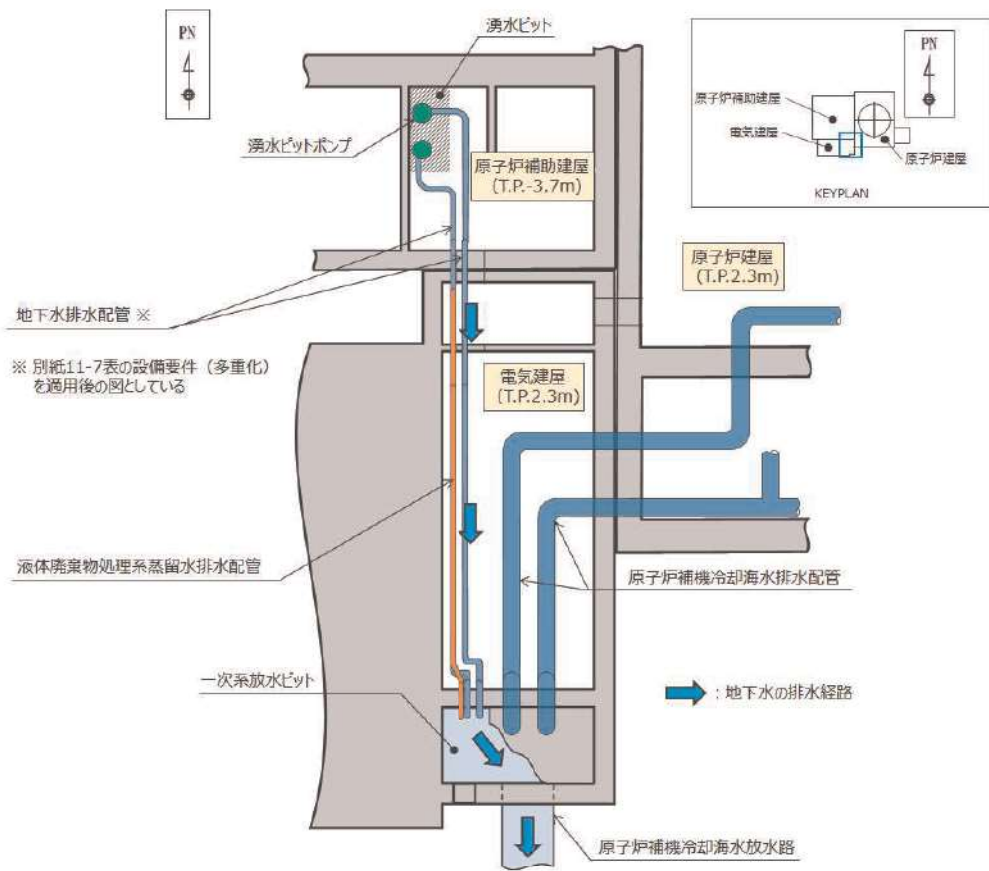 PN
湧水ピット
湧水ピットポンプ
原子炉補助建屋
(T.P.-3.7m)
PN
原子炉補助建屋
電気建屋
原子炉建屋
KEYPLAN
原子炉建屋
(T.P.2.3m)
地下水排水配管 ※
※ 別紙11-7表の設備要件（多重化）
を適用後の図としている
電気建屋
(T.P.2.3m)
液体廃棄物処理系蒸留水排水配管
原子炉補機冷却海水排水配管
一次系放水ピット
：地下水の排水経路
原子炉補機冷却海水放水路